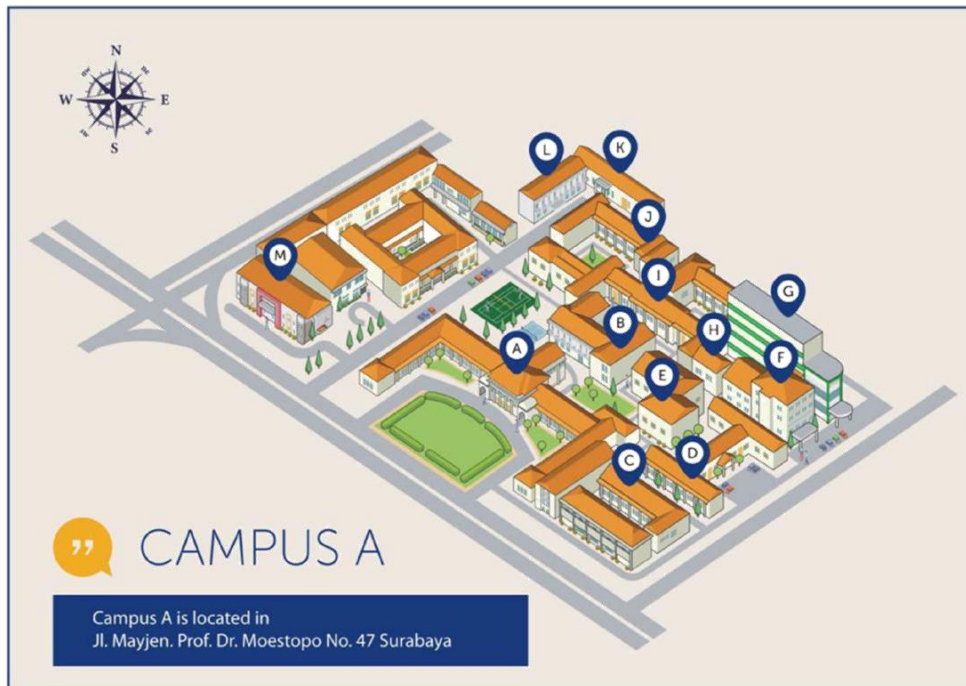 N
W E
S
L
K
J
M
I
G
B
H
A
F
E
C
D
”
CAMPUS A
Campus A is located in
Jl. Mayjen. Prof. Dr. Moestopo No. 47 Surabaya